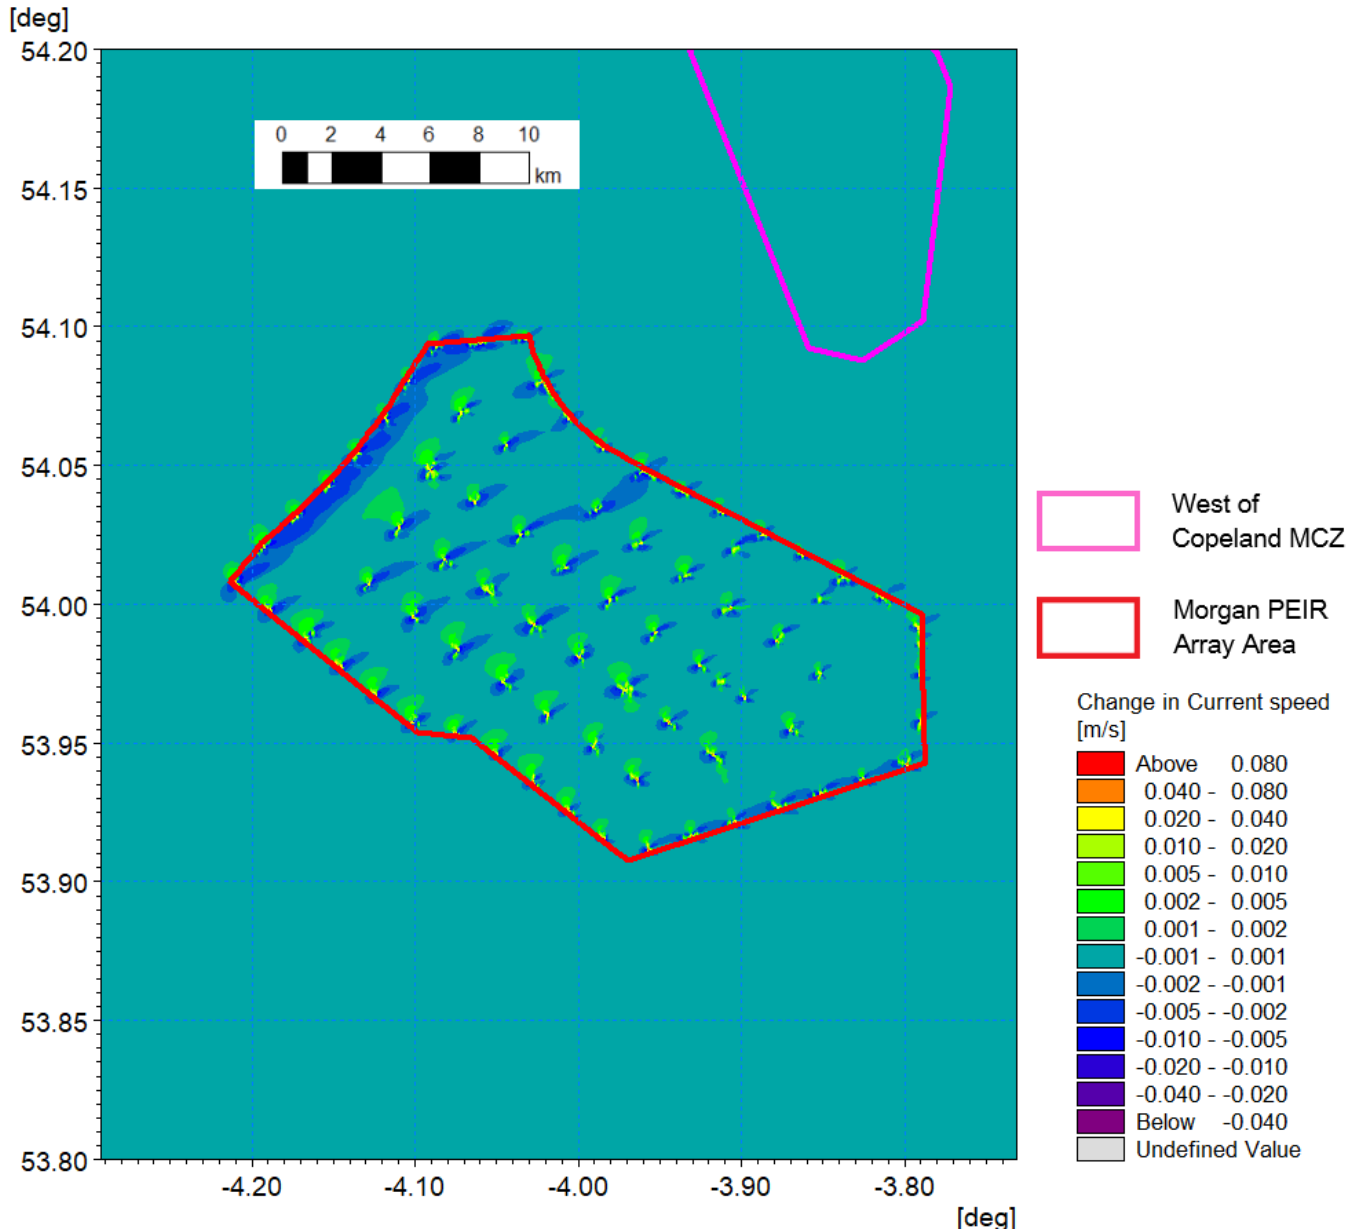 [deg]
54.20
54.15
54.10
54.05
54.00
53.95
53.90
53.85
53.80
0 2 4 6 8 10
km
-4.20 -4.10 -4.00 -3.90 -3.80
[deg]
West of
Copeland MCZ
Morgan PEIR
Array Area
Change in Current speed
[m/s]
Above 0.080
0.040 - 0.080
0.020 - 0.040
0.010 - 0.020
0.005 - 0.010
0.002 - 0.005
0.001 - 0.002
-0.001 - 0.001
-0.002 - -0.001
-0.005 - -0.002
-0.010 - -0.005
-0.020 - -0.010
-0.040 - -0.020
Below -0.040
Undefined Value